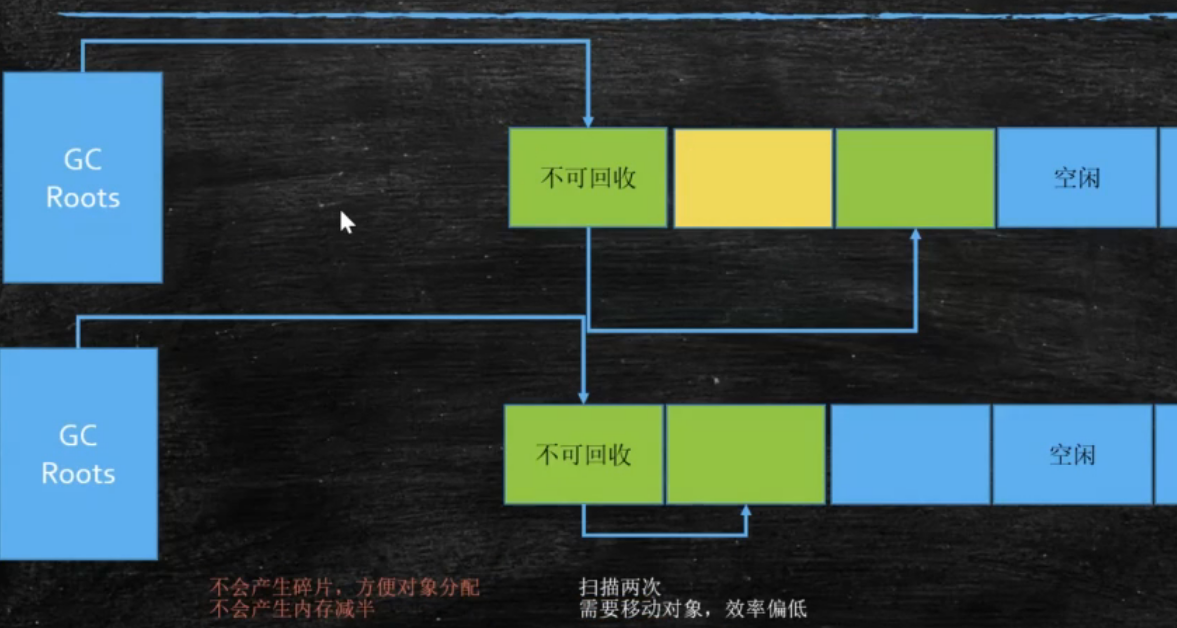 GC
Roots
不可回收
空闲
GC
Roots
不可回收
空闲
不会产生碎片，方便对象分配
不会产生内存减半
扫描两次
需要移动对象，效率偏低